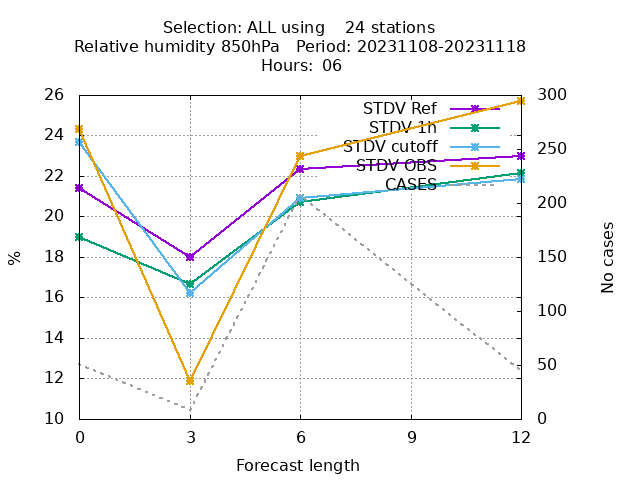 Selection: ALL using    24 stations
Relative humidity 850hPa   Period: 20231108-20231118
Hours: 06
26
24
22
20
18
16
14
12
10
%
300
250
200
150
100
50
0
No cases
STDV Ref
STDV 1h
STDV cutoff
STDV OBS
CASES
0
3
6
9
12
Forecast length